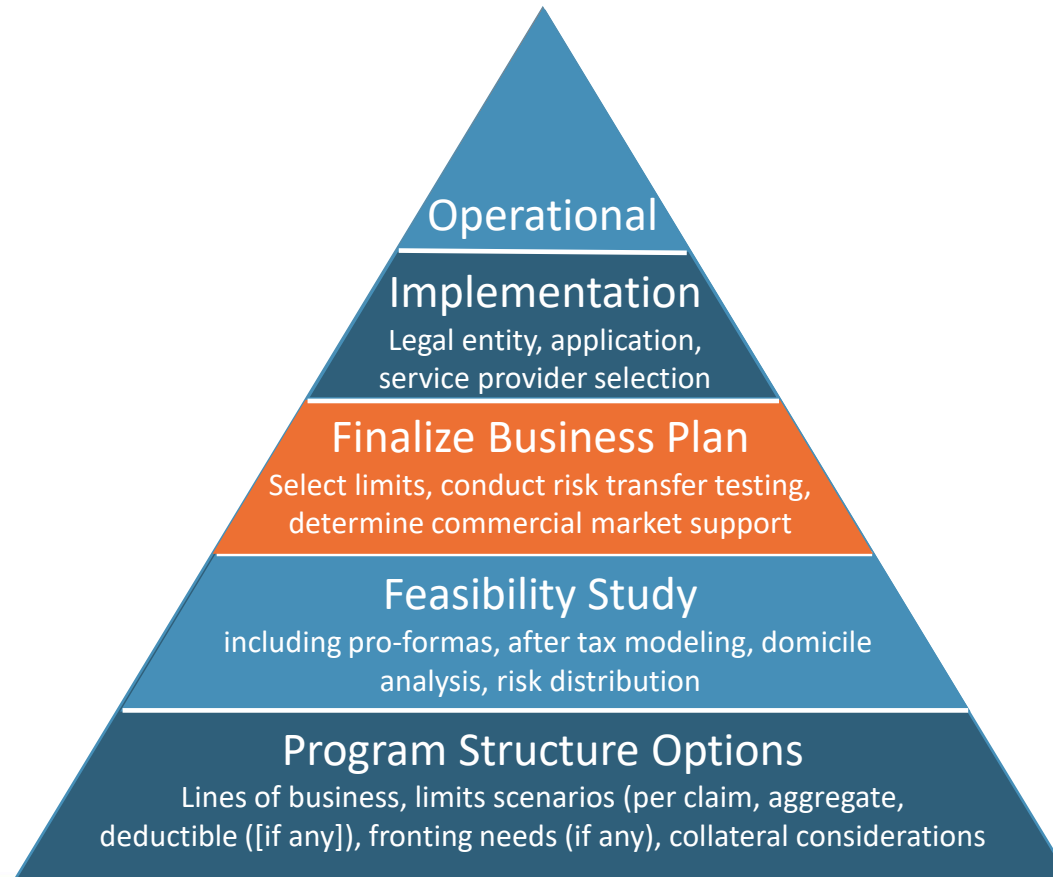 Operational
Implementation
Legal entity, application,
service provider selection
Finalize Business Plan
Select limits, conduct risk transfer testing,
determine commercial market support
Feasibility Study
including pro-formas, after tax modeling, domicile
analysis, risk distribution
Program Structure Options
Lines of business, limits scenarios (per claim, aggregate,
deductible ([if any]), fronting needs (if any), collateral considerations